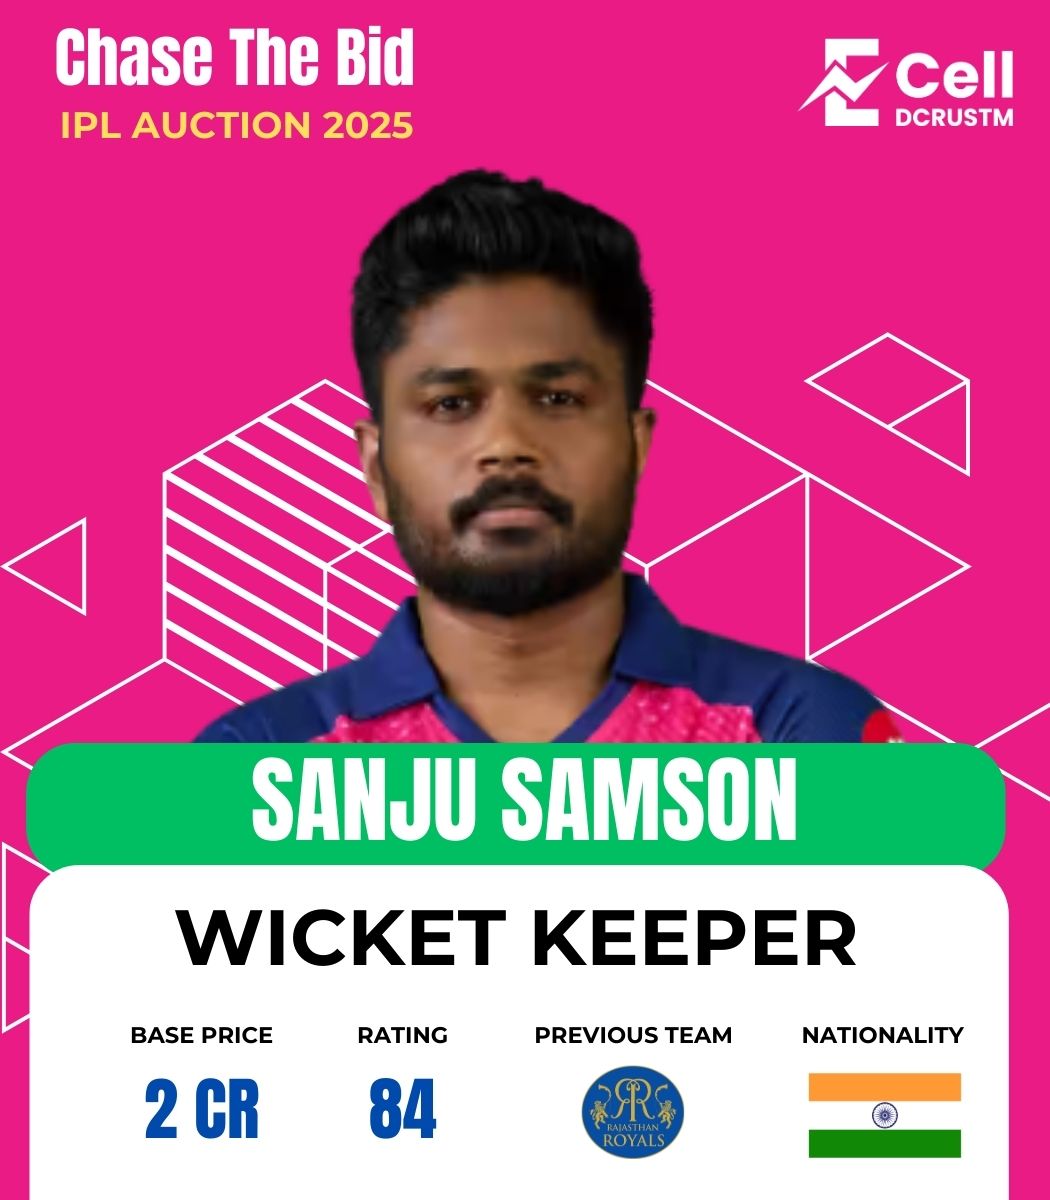 Chase The Bid
IPL AUCTION 2025
E Cell
DCRUSTM
SANJU SAMSON
WICKET KEEPER
BASE PRICE
2 CR
RATING
84
PREVIOUS TEAM
RR
RAJASTHAN
ROYALS
NATIONALITY